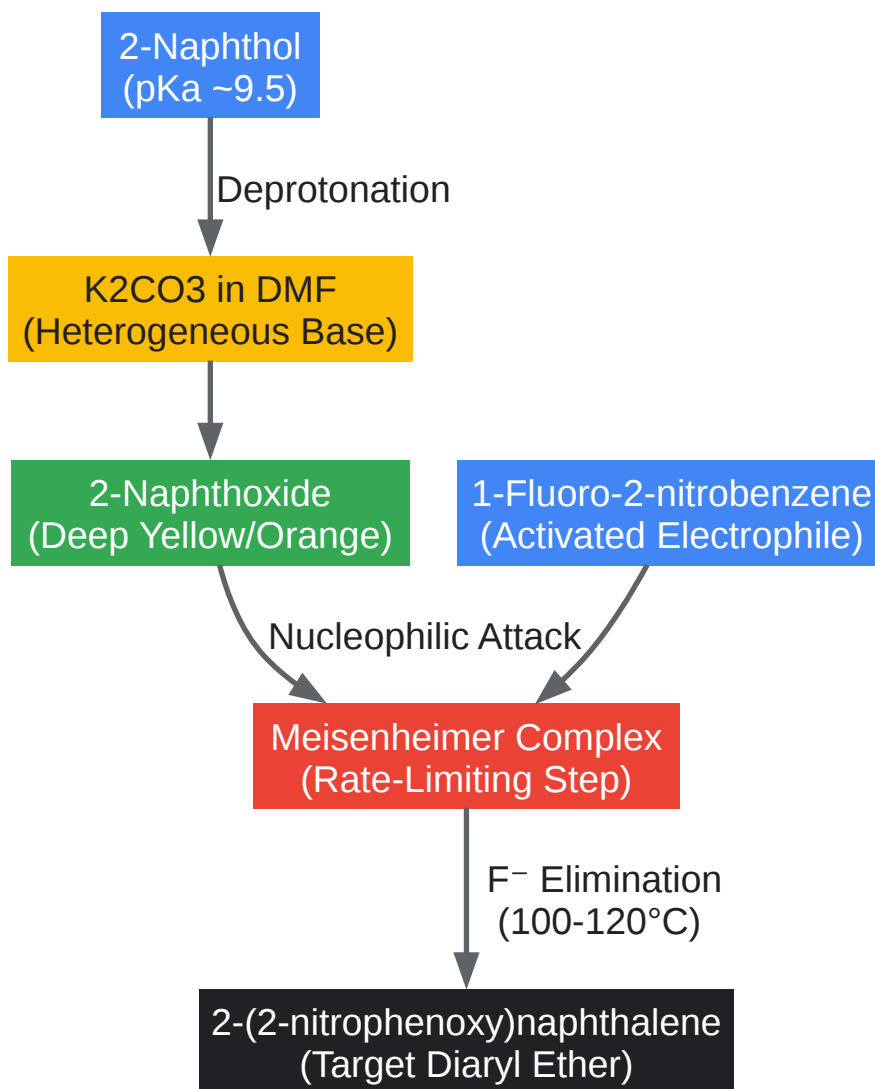 2-Naphthol
(pKa ~9.5)
Deprotonation
K2CO3 in DMF
(Heterogeneous Base)
2-Naphthoxide
(Deep Yellow/Orange)
1-Fluoro-2-nitrobenzene
(Activated Electrophile)
Nucleophilic Attack
Meisenheimer Complex
(Rate-Limiting Step)
F⁻ Elimination
(100-120°C)
2-(2-nitrophenoxy)naphthalene
(Target Diaryl Ether)